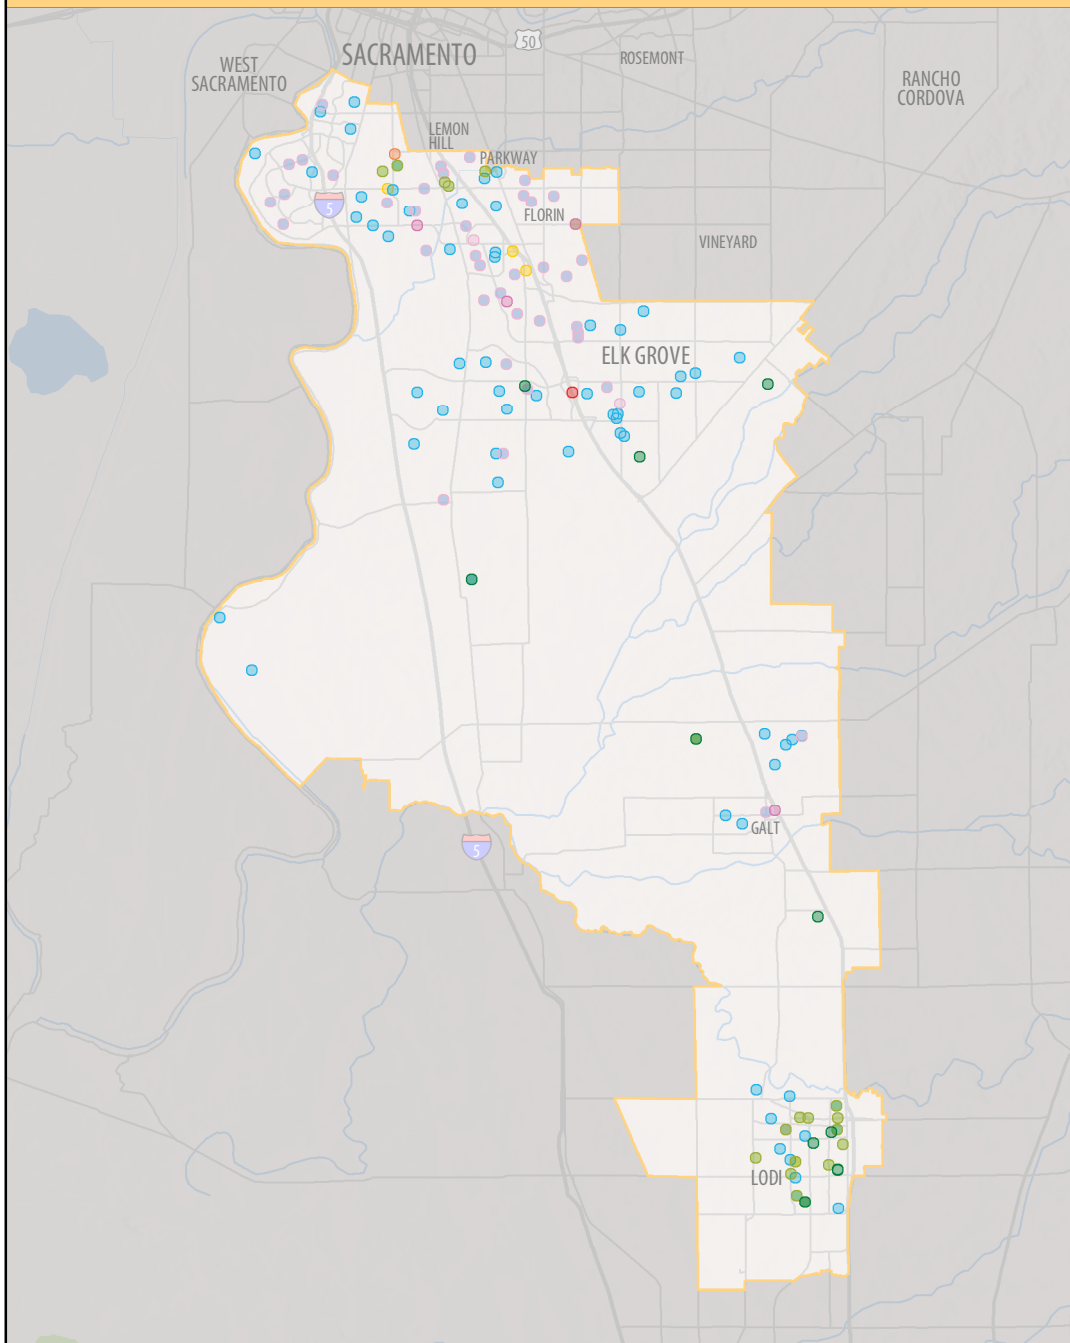 SACRAMENTO
50
ROSEMONT
WEST
SACRAMENTO
RANCHO
CORDOVA
LEMON
HILL
PARKWAY
5
FLORIN
VINEYARD
ELK GROVE
GALT
5
LODI